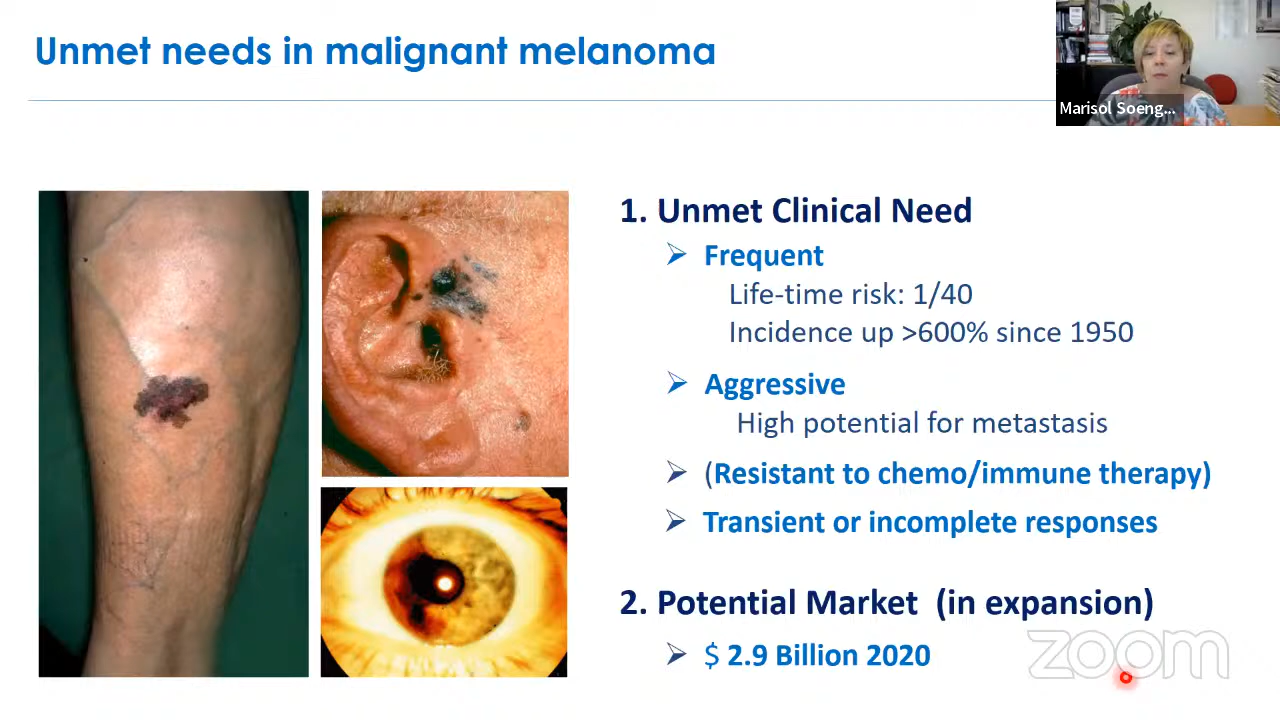 Unmet needs in malignant melanoma
Marisol Soeng...
1. Unmet Clinical Need
➢ Frequent
Life-time risk: 1/40
Incidence up >600% since 1950
➢ Aggressive
High potential for metastasis
➢ (Resistant to chemo/immune therapy)
➢ Transient or incomplete responses
2. Potential Market (in expansion)
➢ $ 2.9 Billion 2020
zoom